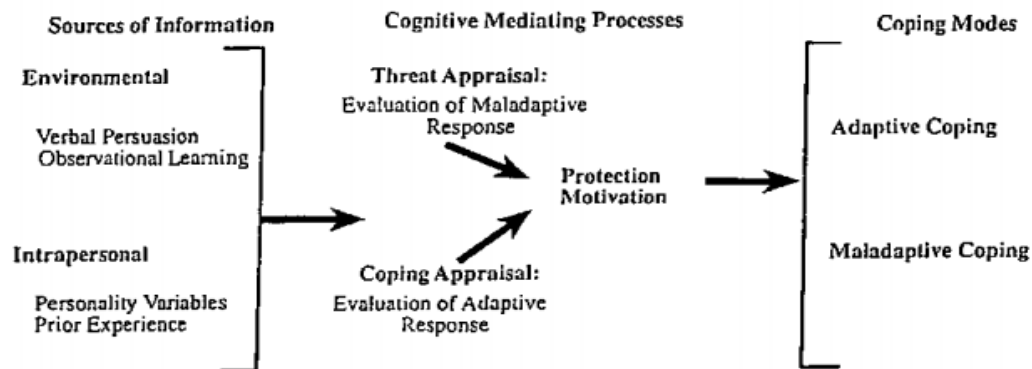 Sources of Information
Environmental
Verbal Persuasion
Observational Learning
Intrapersonal
Personality Variables
Prior Experience
Cognitive Mediating Processes
Threat Appraisal:
Evaluation of Maladaptive
Response
Protection
Motivation
Coping Appraisal:
Evaluation of Adaptive
Response
Coping Modes
Adaptive Coping
Maladaptive Coping